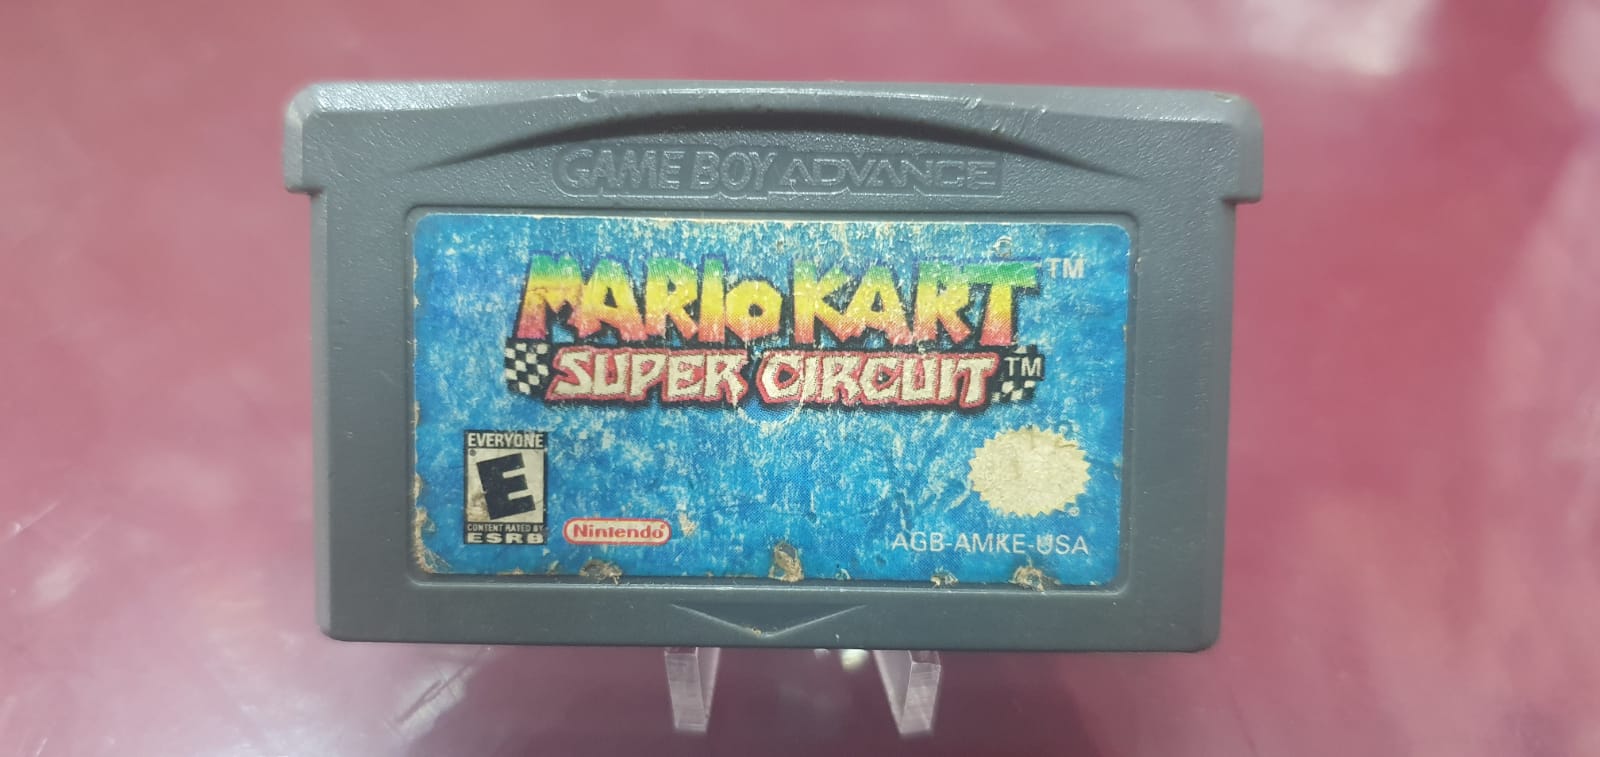 GAME BOY ADVANCE
MARIO KART™
SUPER CIRCUIT™
EVERYONE
E
CONTENT RATED BY
ESRB
Nintendo®
AGB-AMKE-USA